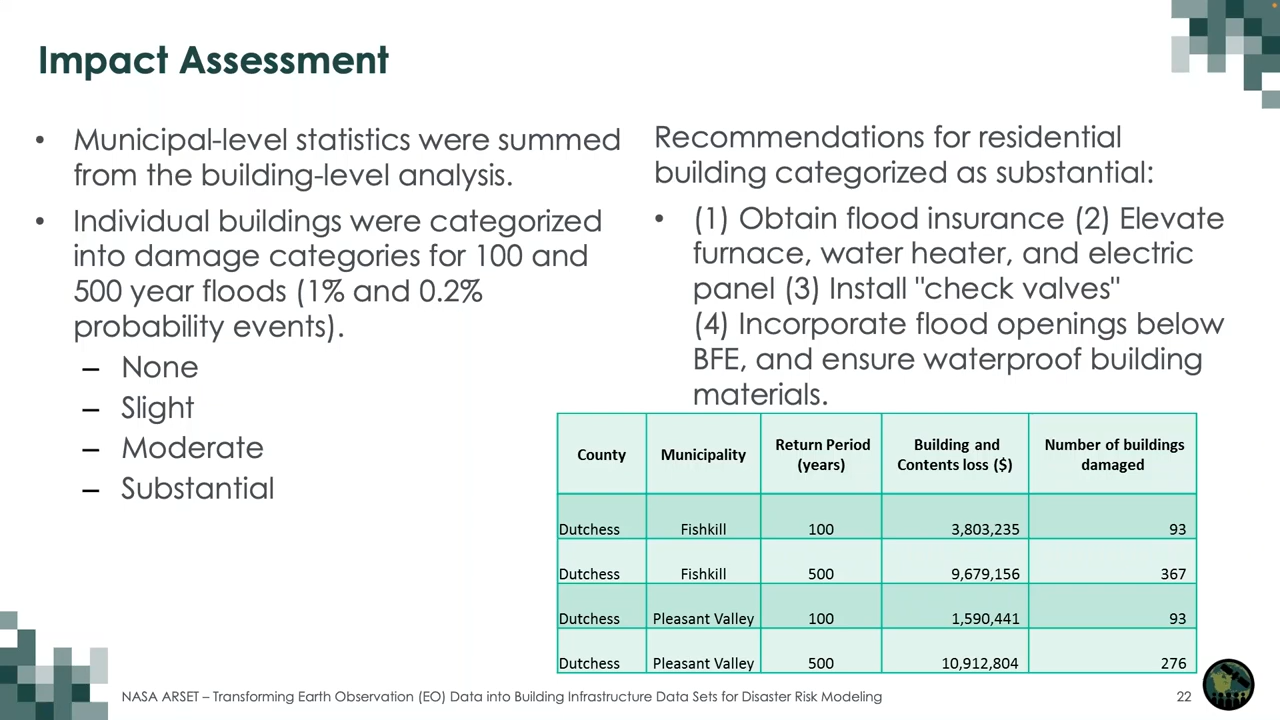 Impact Assessment
• Municipal-level statistics were summed
from the building-level analysis.
• Individual buildings were categorized
into damage categories for 100 and
500 year floods (1% and 0.2%
probability events).
– None
– Slight
– Moderate
– Substantial
Recommendations for residential
building categorized as substantial:
• (1) Obtain flood insurance (2) Elevate
furnace, water heater, and electric
panel (3) Install "check valves"
(4) Incorporate flood openings below
BFE, and ensure waterproof building
materials.
County Municipality Return Period (years) Building and Contents loss ($) Number of buildings damaged
Dutchess Fishkill 100 3,803,235 93
Dutchess Fishkill 500 9,679,156 367
Dutchess Pleasant Valley 100 1,590,441 93
Dutchess Pleasant Valley 500 10,912,804 276
NASA ARSET – Transforming Earth Observation (EO) Data into Building Infrastructure Data Sets for Disaster Risk Modeling 22